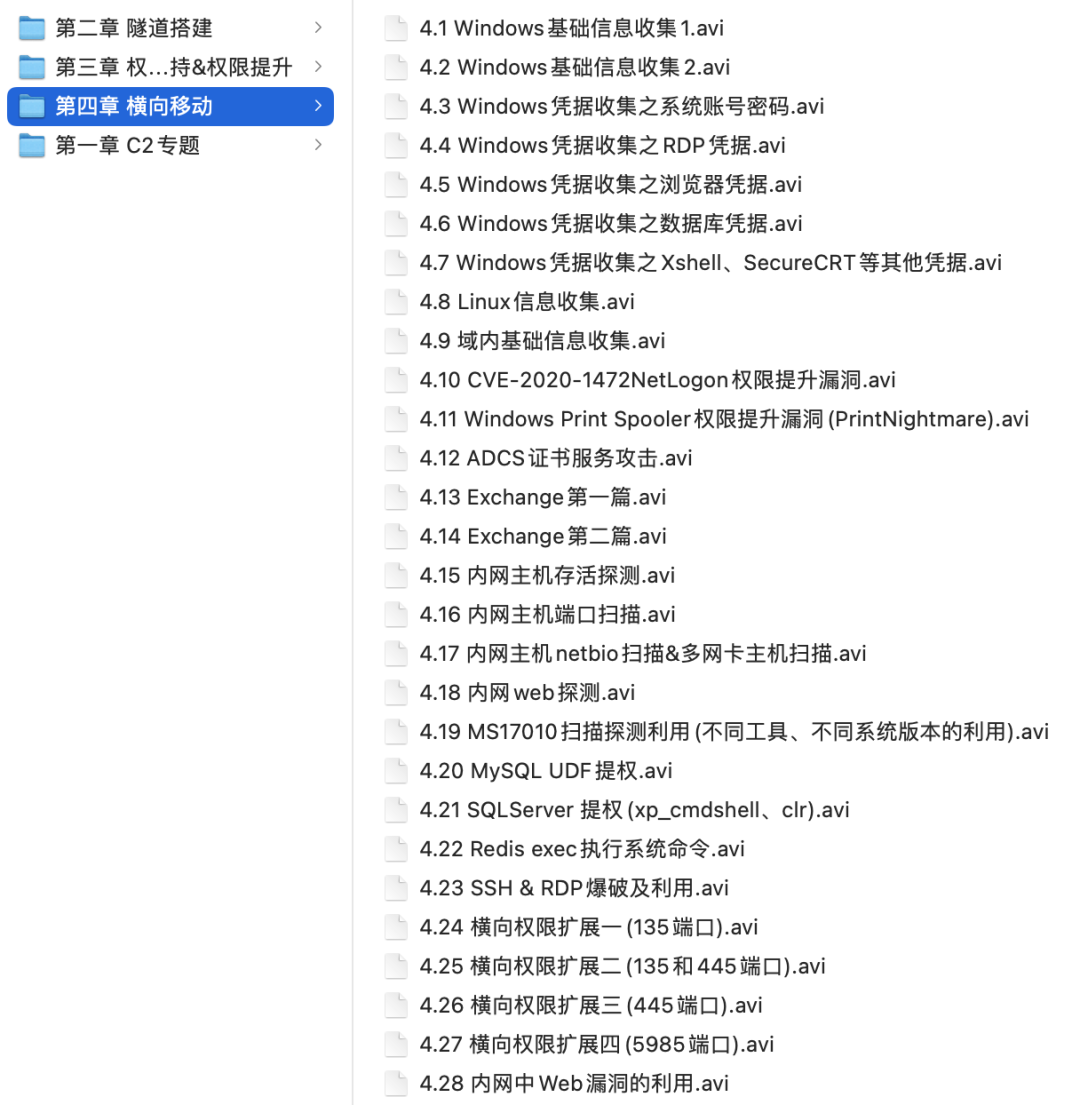 第二章 隧道搭建
第三章 权…持&权限提升
第四章 横向移动
第一章 C2专题
4.1 Windows基础信息收集1.avi
4.2 Windows基础信息收集2.avi
4.3 Windows凭据收集之系统账号密码.avi
4.4 Windows凭据收集之RDP凭据.avi
4.5 Windows凭据收集之浏览器凭据.avi
4.6 Windows凭据收集之数据库凭据.avi
4.7 Windows凭据收集之Xshell、SecureCRT等其他凭据.avi
4.8 Linux信息收集.avi
4.9 域内基础信息收集.avi
4.10 CVE-2020-1472NetLogon权限提升漏洞.avi
4.11 Windows Print Spooler权限提升漏洞(PrintNightmare).avi
4.12 ADCS证书服务攻击.avi
4.13 Exchange第一篇.avi
4.14 Exchange第二篇.avi
4.15 内网主机存活探测.avi
4.16 内网主机端口扫描.avi
4.17 内网主机netbio扫描&多网卡主机扫描.avi
4.18 内网web探测.avi
4.19 MS17010扫描探测利用(不同工具、不同系统版本的利用).avi
4.20 MySQL UDF提权.avi
4.21 SQLServer 提权(xp_cmdshell、clr).avi
4.22 Redis exec执行系统命令.avi
4.23 SSH & RDP爆破及利用.avi
4.24 横向权限扩展一(135端口).avi
4.25 横向权限扩展二(135和445端口).avi
4.26 横向权限扩展三(445端口).avi
4.27 横向权限扩展四(5985端口).avi
4.28 内网中Web漏洞的利用.avi